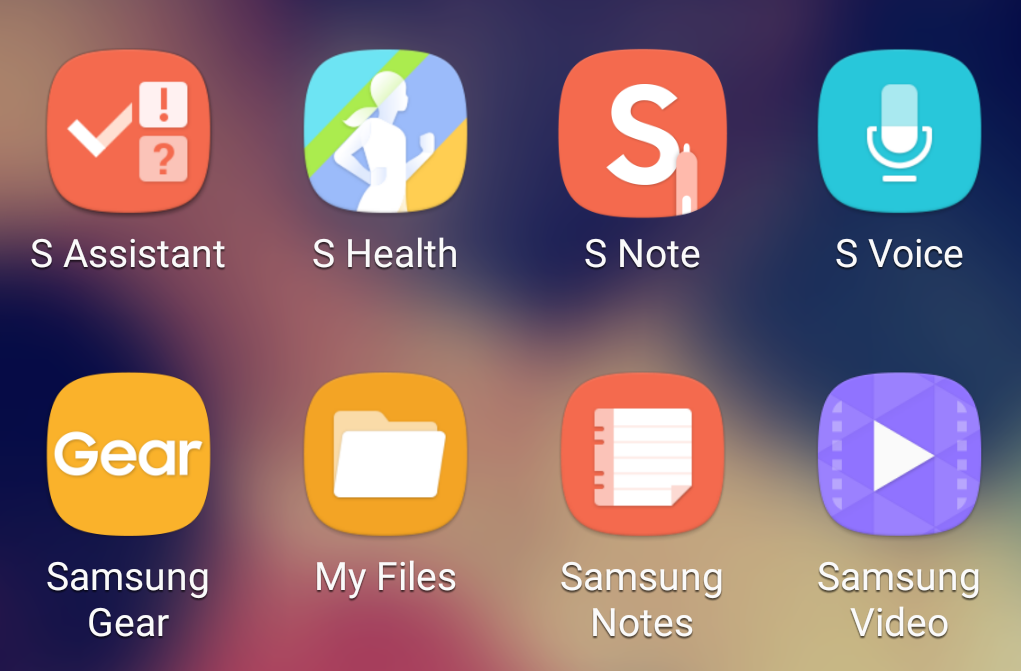 !
?
S
S Assistant
S Health
S Note
S Voice
Gear
Samsung
Gear
My Files
Samsung
Notes
Samsung
Video